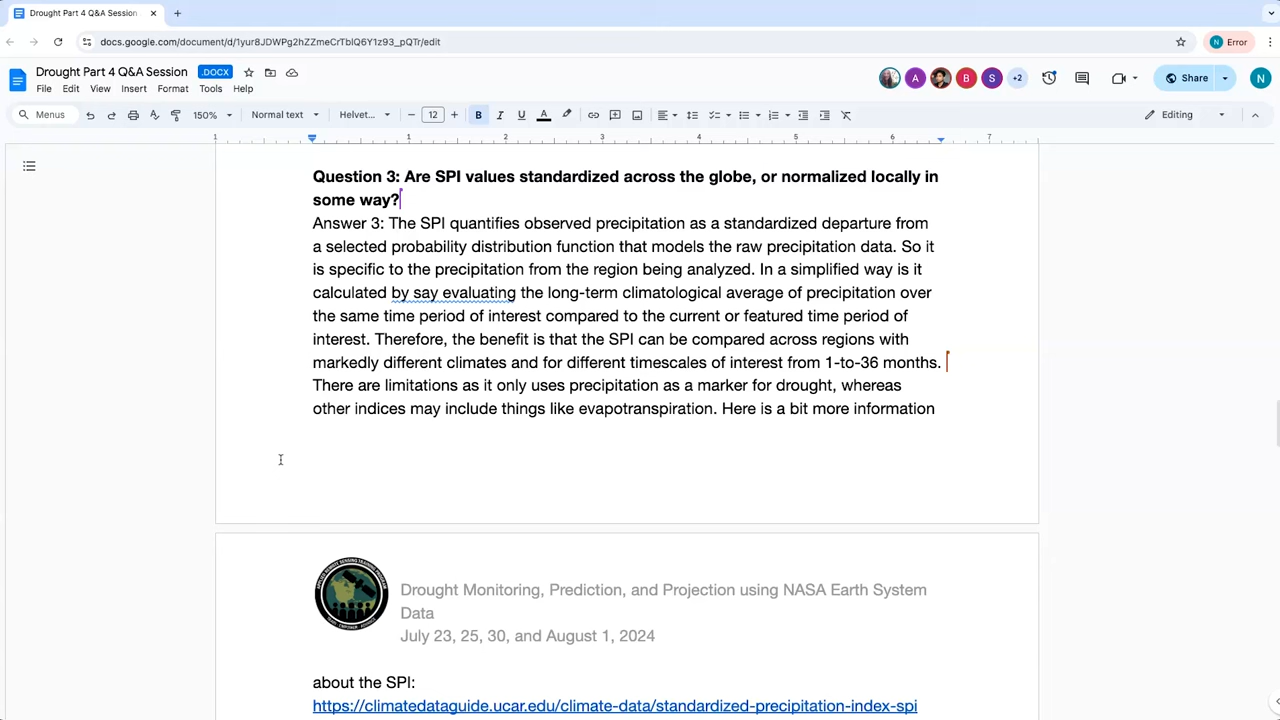 Drought Part 4 Q&A Session
docs.google.com/document/d/1yur8JDWPg2hZZmeCrTblQ6Y1z93_pQTr/edit
N Error
Drought Part 4 Q&A Session .DOCX
A B S +2 Share N
File Edit View Insert Format Tools Help
Menus 150% Normal text Helvet... 12 B I U A Editing
1 1 2 3 4 5 6 7
Question 3: Are SPI values standardized across the globe, or normalized locally in
some way?
Answer 3: The SPI quantifies observed precipitation as a standardized departure from
a selected probability distribution function that models the raw precipitation data. So it
is specific to the precipitation from the region being analyzed. In a simplified way is it
calculated by say evaluating the long-term climatological average of precipitation over
the same time period of interest compared to the current or featured time period of
interest. Therefore, the benefit is that the SPI can be compared across regions with
markedly different climates and for different timescales of interest from 1-to-36 months.
There are limitations as it only uses precipitation as a marker for drought, whereas
other indices may include things like evapotranspiration. Here is a bit more information
Drought Monitoring, Prediction, and Projection using NASA Earth System
Data
July 23, 25, 30, and August 1, 2024
about the SPI:
https://climatedataguide.ucar.edu/climate-data/standardized-precipitation-index-spi